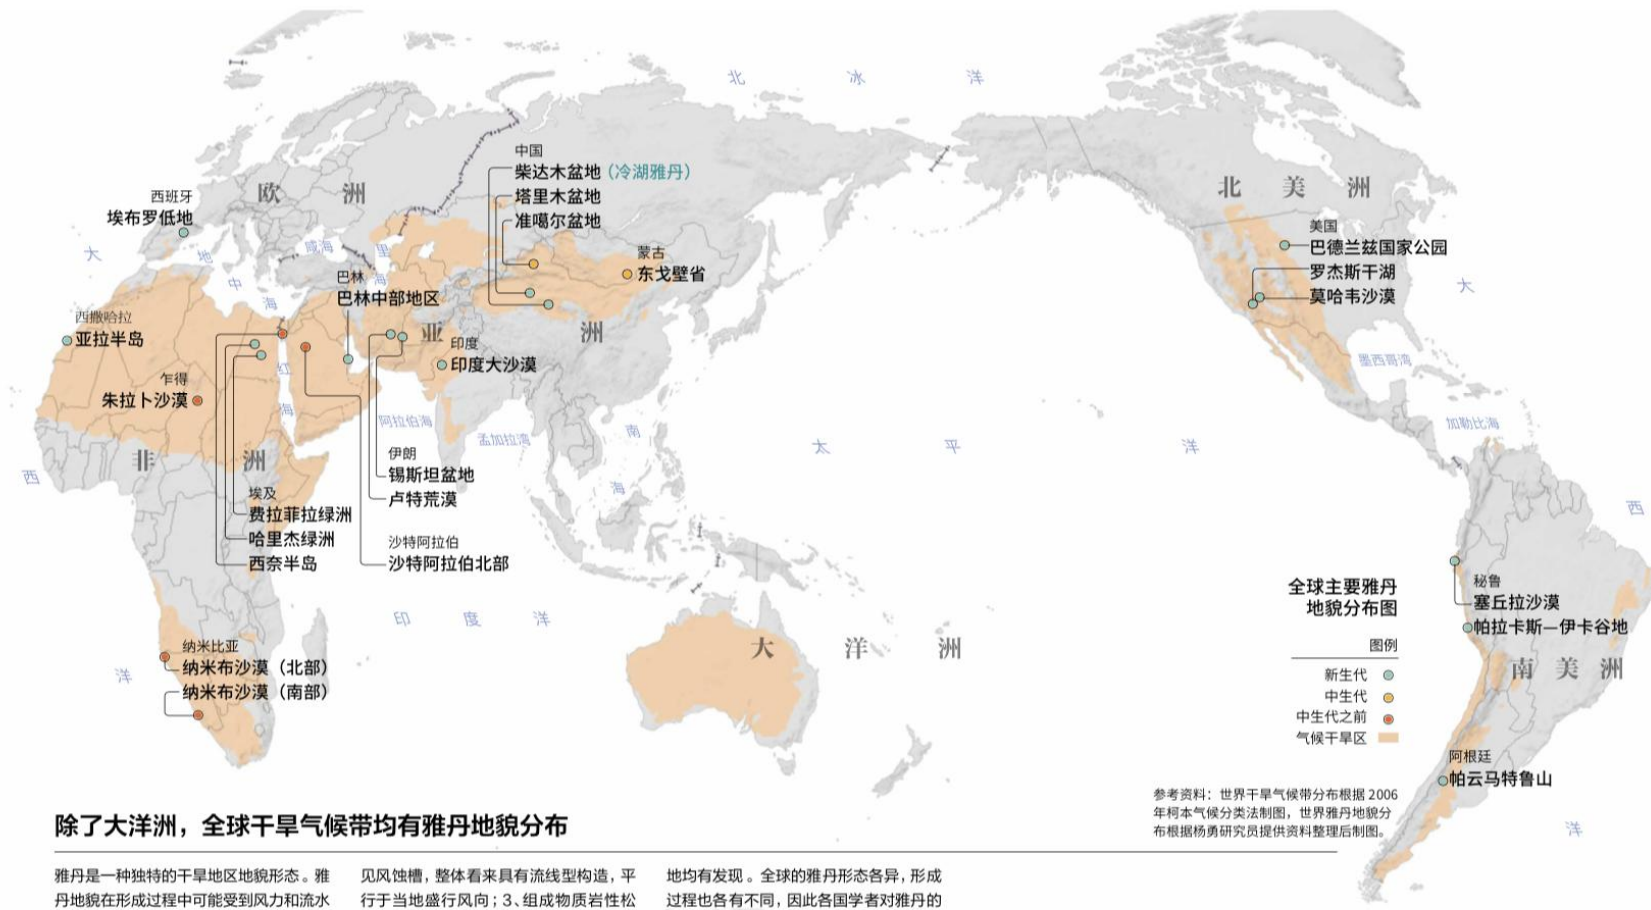 北 冰 洋
中国
柴达木盆地（冷湖雅丹）
塔里木盆地
准噶尔盆地
欧 洲
北 美 洲
西班牙
埃布罗低地
美国
巴德兰兹国家公园
罗杰斯干湖
莫哈韦沙漠
大
地 中 海
咸海
里 海
蒙古
东戈壁省
巴林
巴林中部地区
大
西撒哈拉
亚拉半岛
亚 洲
印度
印度大沙漠
墨西哥湾
红 海
乍得
朱拉卜沙漠
阿拉伯海
孟加拉湾
南 海
太 平 洋
加勒比海
非 洲
西
伊朗
锡斯坦盆地
卢特荒漠
埃及
费拉菲拉绿洲
哈里杰绿洲
西奈半岛
沙特阿拉伯
沙特阿拉伯北部
西
印 度 洋
大 洋 洲
秘鲁
塞丘拉沙漠
帕拉卡斯—伊卡谷地
南 美 洲
洋
纳米比亚
纳米布沙漠（北部）
纳米布沙漠（南部）
全球主要雅丹
地貌分布图
图例
新生代
中生代
中生代之前
气候干旱区
阿根廷
帕云马特鲁山
洋
参考资料：世界干旱气候带分布根据 2006
年柯本气候分类法制图，世界雅丹地貌分
布根据杨勇研究员提供资料整理后制图。
除了大洋洲，全球干旱气候带均有雅丹地貌分布
雅丹是一种独特的干旱地区地貌形态。雅
丹地貌在形成过程中可能受到风力和流水
见风蚀槽，整体看来具有流线型构造，平
行于当地盛行风向；3、组成物质岩性松
地均有发现。全球的雅丹形态各异，形成
过程也各有不同，因此各国学者对雅丹的